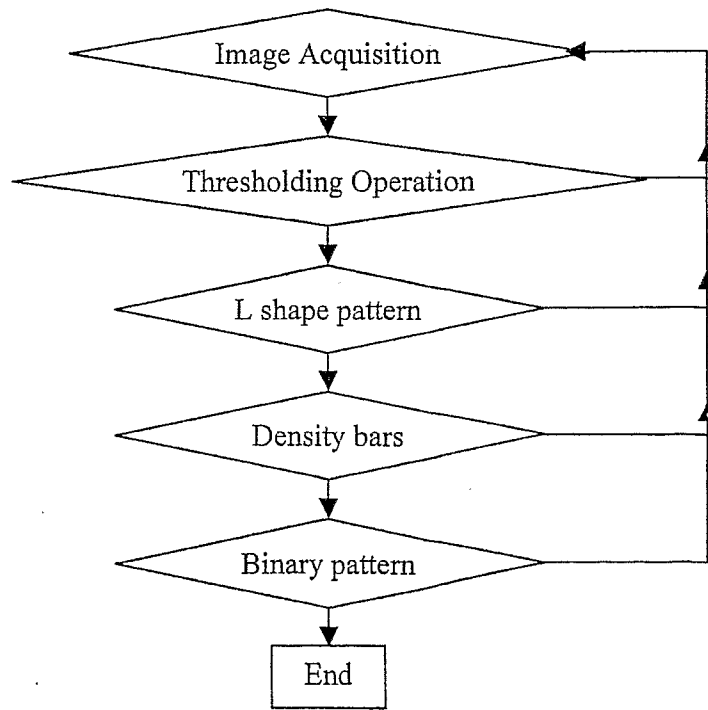 Image Acquisition
Thresholding Operation
L shape pattern
Density bars
Binary pattern
End